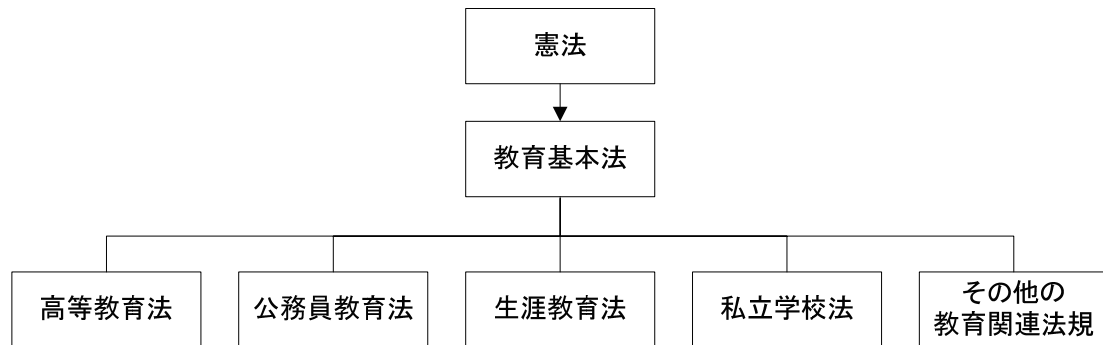 憲法
教育基本法
高等教育法
公務員教育法
生涯教育法
私立学校法
その他の
教育関連法規